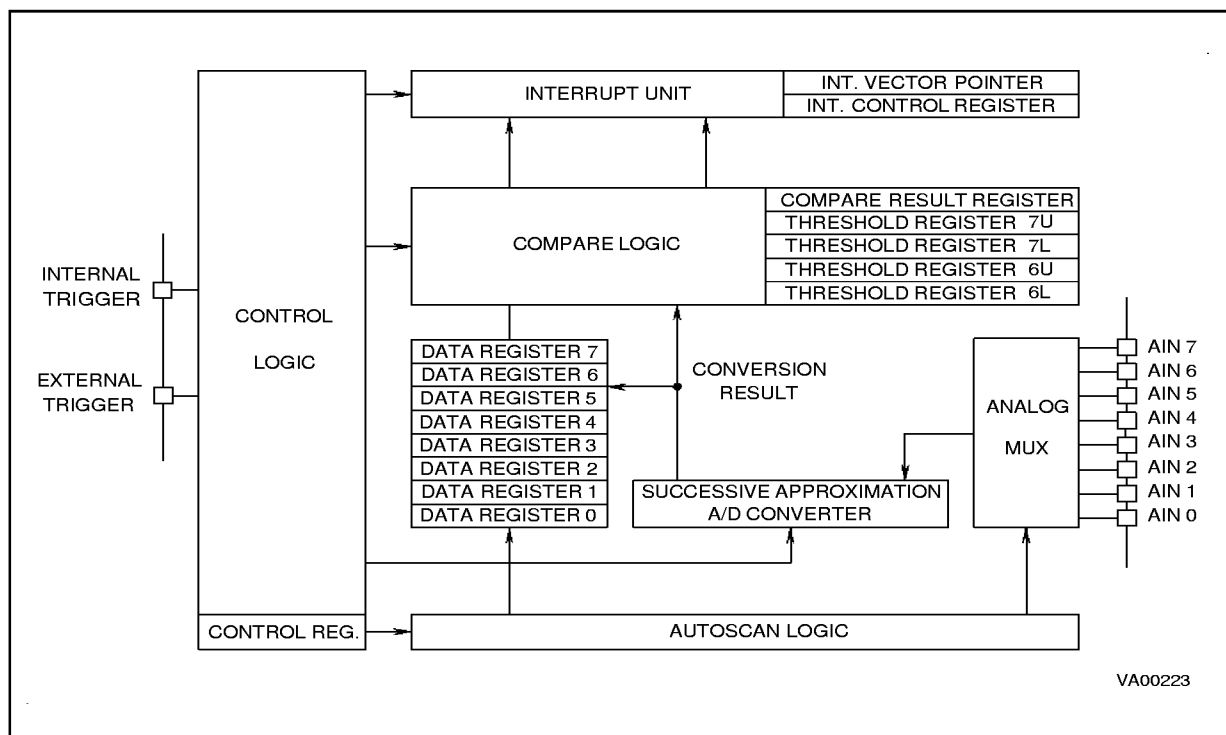 INTERRUPT UNIT
INT. VECTOR POINTER
INT. CONTROL REGISTER
COMPARE LOGIC
COMPARE RESULT REGISTER
THRESHOLD REGISTER 7U
THRESHOLD REGISTER 7L
THRESHOLD REGISTER 6U
THRESHOLD REGISTER 6L
INTERNAL
TRIGGER
EXTERNAL
TRIGGER
CONTROL
LOGIC
DATA REGISTER 7
DATA REGISTER 6
DATA REGISTER 5
DATA REGISTER 4
DATA REGISTER 3
DATA REGISTER 2
DATA REGISTER 1
DATA REGISTER 0
CONVERSION
RESULT
SUCCESSIVE APPROXIMATION
A/D CONVERTER
ANALOG
MUX
AIN 7
AIN 6
AIN 5
AIN 4
AIN 3
AIN 2
AIN 1
AIN 0
CONTROL REG.
AUTOSCAN LOGIC
VA00223